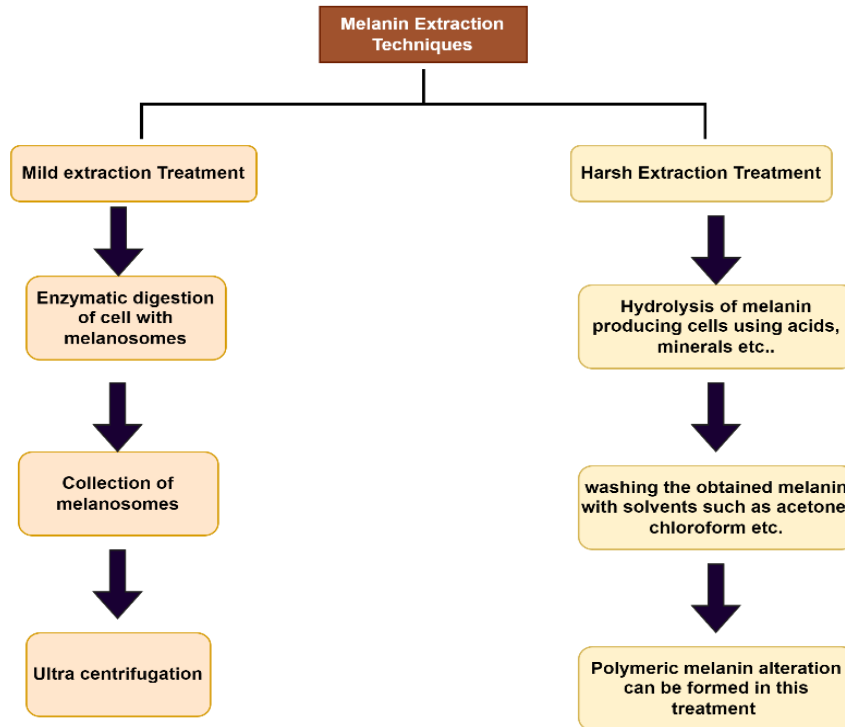 Melanin Extraction
Techniques
Mild extraction Treatment
Enzymatic digestion
of cell with
melanosomes
Collection of
melanosomes
Ultra centrifugation
Harsh Extraction Treatment
Hydrolysis of melanin
producing cells using acids,
minerals etc..
washing the obtained melanin
with solvents such as acetone
chloroform etc.
Polymeric melanin alteration
can be formed in this
treatment